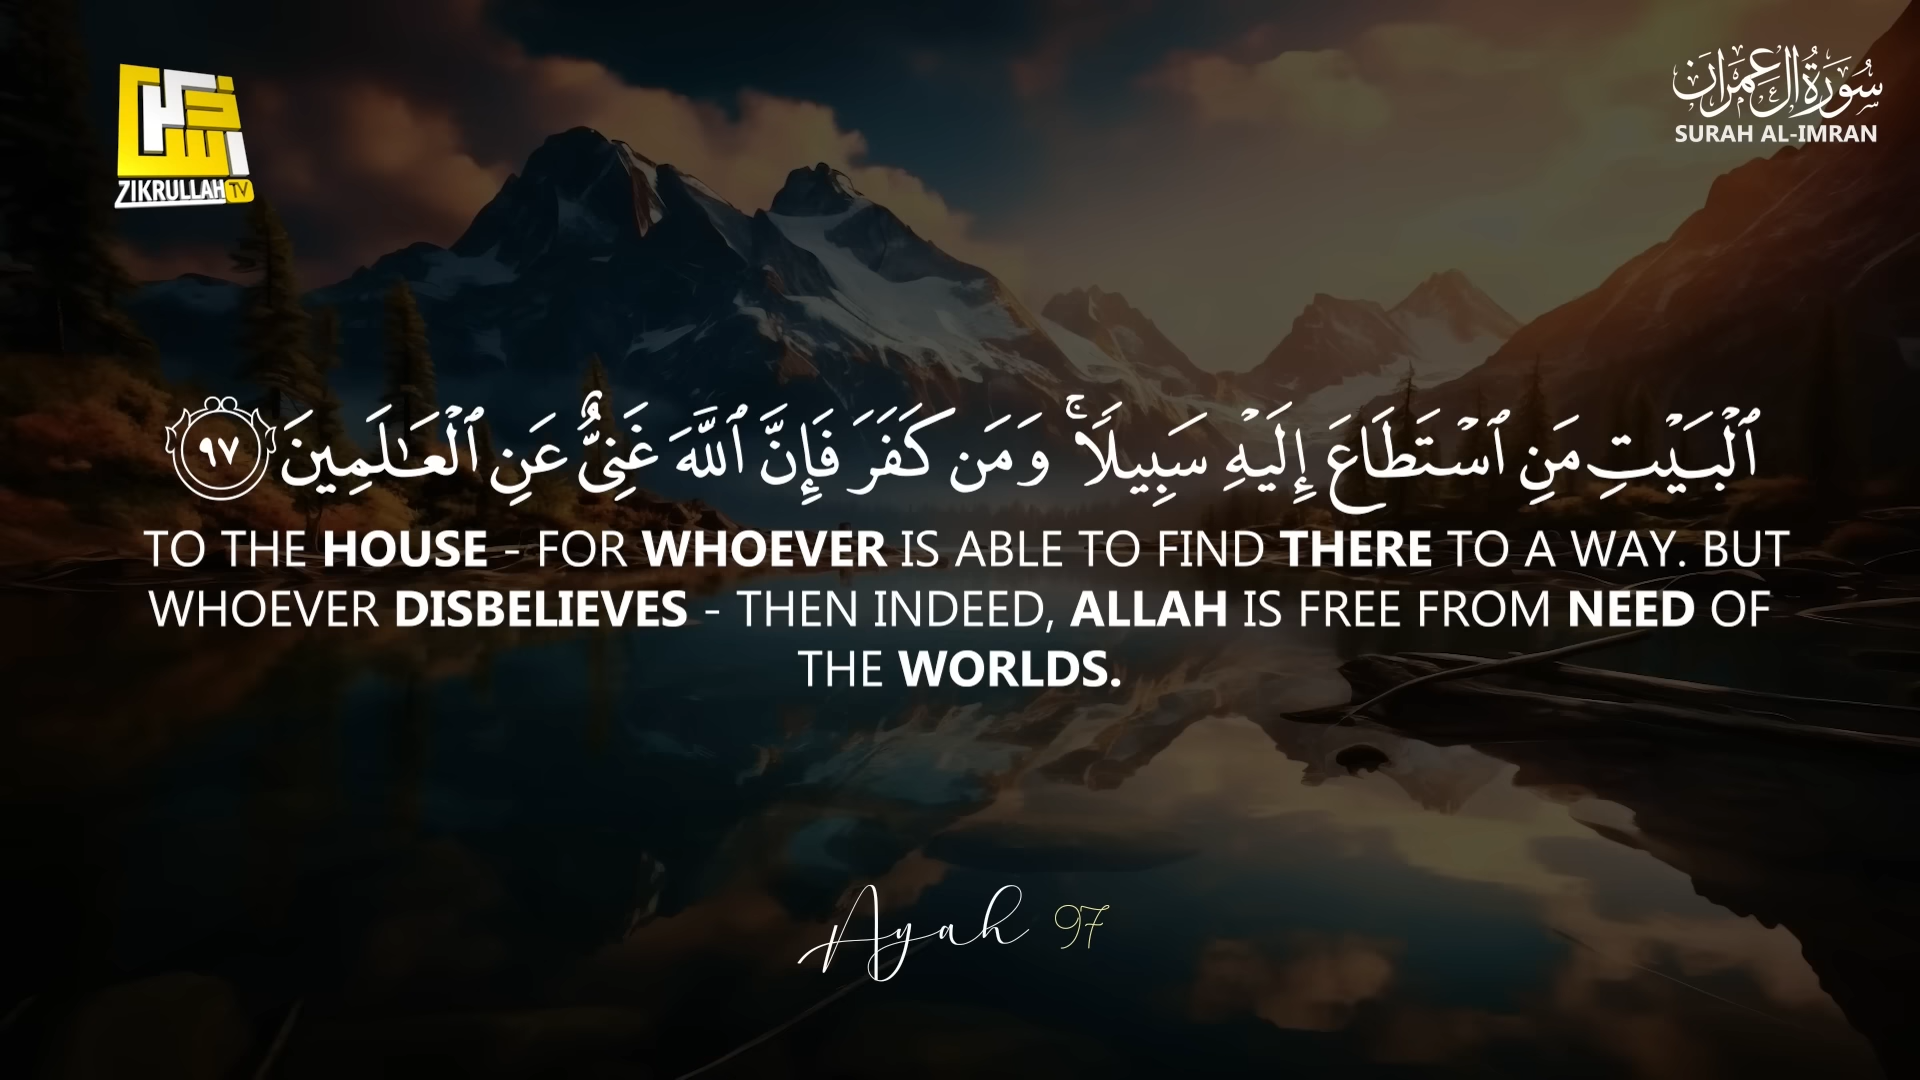 ذكر الله
ZIKRULLAH TV
سُورَةُ آلِ عِمْرَان
SURAH AL-IMRAN
ٱلْبَيْتِ مَنِ ٱسْتَطَاعَ إِلَيْهِ سَبِيلًا ۚ وَمَن كَفَرَ فَإِنَّ ٱللَّهَ غَنِىٌّ عَنِ ٱلْعَـٰلَمِينَ ٩٧
TO THE HOUSE - FOR WHOEVER IS ABLE TO FIND THERE TO A WAY. BUT
WHOEVER DISBELIEVES - THEN INDEED, ALLAH IS FREE FROM NEED OF
THE WORLDS.
Ayah 97